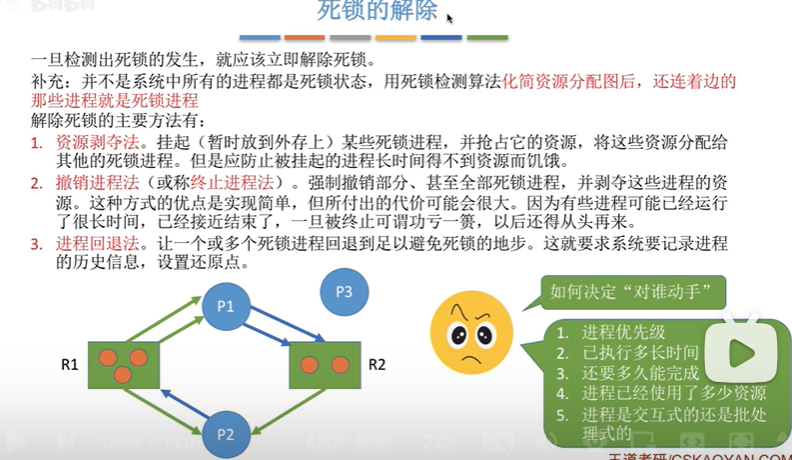 死锁的解除
一旦检测出死锁的发生，就应该立即解除死锁。
补充：并不是系统中所有的进程都是死锁状态，用死锁检测算法化简资源分配图后，还连着边的
那些进程就是死锁进程
解除死锁的主要方法有：
1. 资源剥夺法。挂起（暂时放到外存上）某些死锁进程，并抢占它的资源，将这些资源分配给
其他的死锁进程。但是应防止被挂起的进程长时间得不到资源而饥饿。
2. 撤销进程法（或称终止进程法）。强制撤销部分、甚至全部死锁进程，并剥夺这些进程的资
源。这种方式的优点是实现简单，但所付出的代价可能会很大。因为有些进程可能已经运行
了很长时间，已经接近结束了，一旦被终止可谓功亏一篑，以后还得从头再来。
3. 进程回退法。让一个或多个死锁进程回退到足以避免死锁的地步。这就要求系统要记录进程
的历史信息，设置还原点。
P1
P3
R1
R2
P2
如何决定“对谁动手”
1. 进程优先级
2. 已执行多长时间
3. 还要多久能完成
4. 进程已经使用了多少资源
5. 进程是交互式的还是批处
理式的
480P
2.0x
王道考研/CSKAOYAN.COM